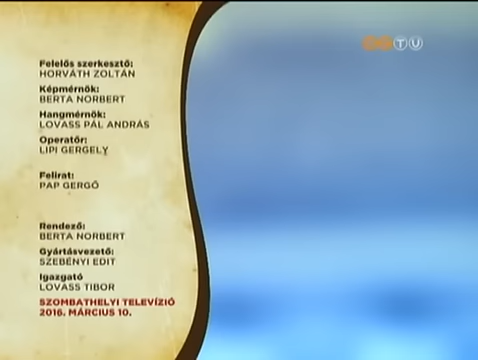 Felelős szerkesztő:
HORVÁTH ZOLTÁN
Képmérnök:
BERTA NORBERT
Hangmérnök:
LOVASS PÁL ANDRÁS
Operatőr:
LIPI GERGELY
Felirat:
PAP GERGŐ
Rendező:
BERTA NORBERT
Gyártásvezető:
SZEBÉNYI EDIT
Igazgató
LOVASS TIBOR
SZOMBATHELYI TELEVÍZIÓ
2016. MÁRCIUS 10.